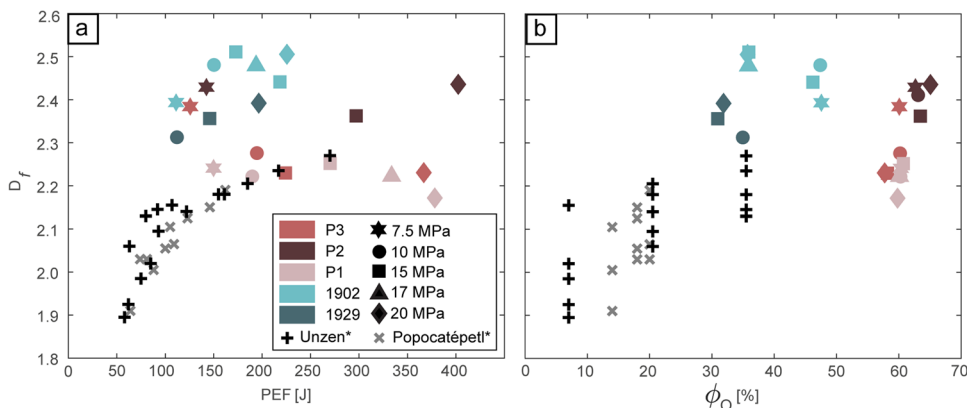 a
b
D_f
2.6
2.5
2.4
2.3
2.2
2.1
2.0
1.9
1.8
P3
P2
P1
1902
1929
7.5 MPa
10 MPa
15 MPa
17 MPa
20 MPa
Unzen*
Popocatépetl*
0 50 100 150 200 250 300 350 400
PEF [J]
0 10 20 30 40 50 60 70
ϕ_O [%]